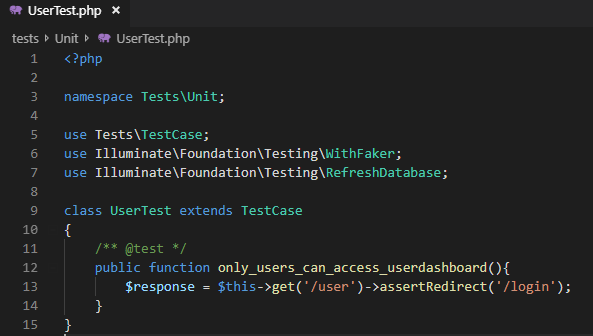 UserTest.php ×
tests > Unit > UserTest.php
1 <?php
2
3 namespace Tests\Unit;
4
5 use Tests\TestCase;
6 use Illuminate\Foundation\Testing\WithFaker;
7 use Illuminate\Foundation\Testing\RefreshDatabase;
8
9 class UserTest extends TestCase
10 {
11     /** @test */
12     public function only_users_can_access_userdashboard(){
13         $response = $this->get('/user')->assertRedirect('/login');
14     }
15 }